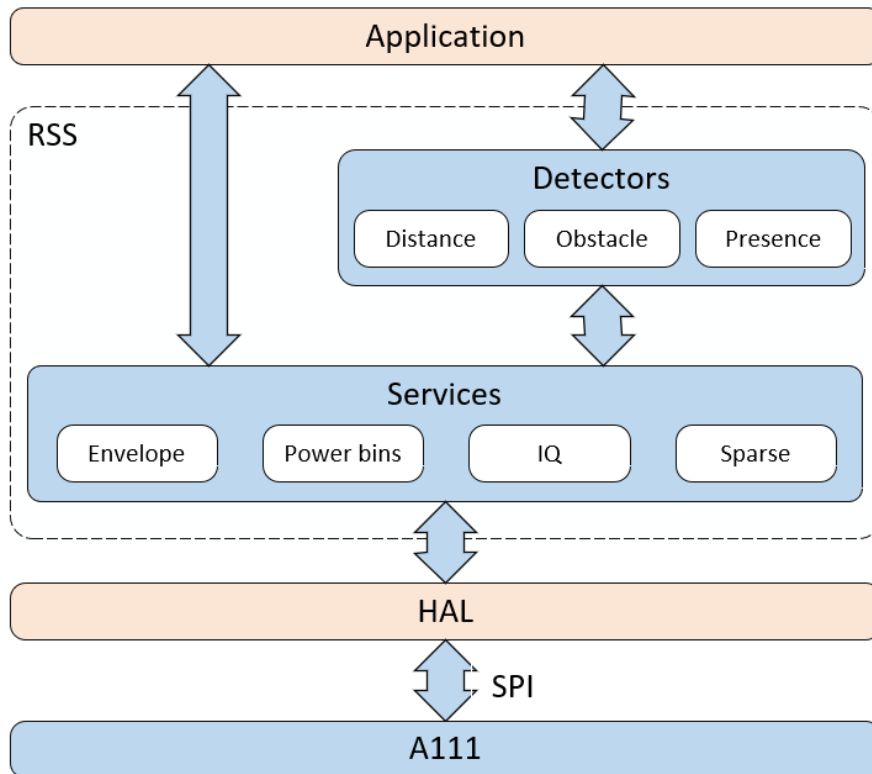 Application
RSS
Detectors
Distance
Obstacle
Presence
Services
Envelope
Power bins
IQ
Sparse
HAL
SPI
A111